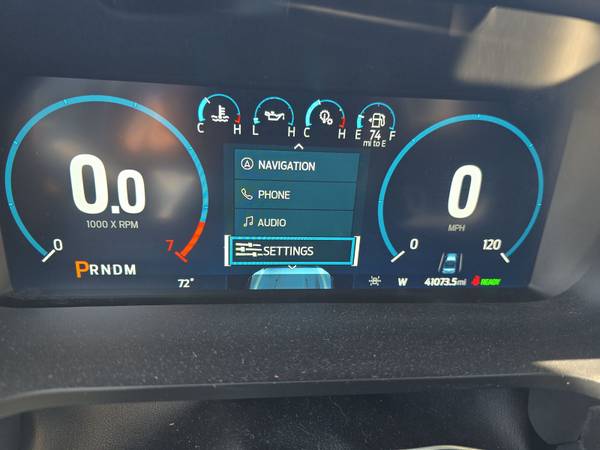 C H L H C H E F
74
mi to E
NAVIGATION
PHONE
AUDIO
SETTINGS
0.0
1000 X RPM
0 7
PRNDM
72°
0
MPH
0 120
W 41073.5mi READY